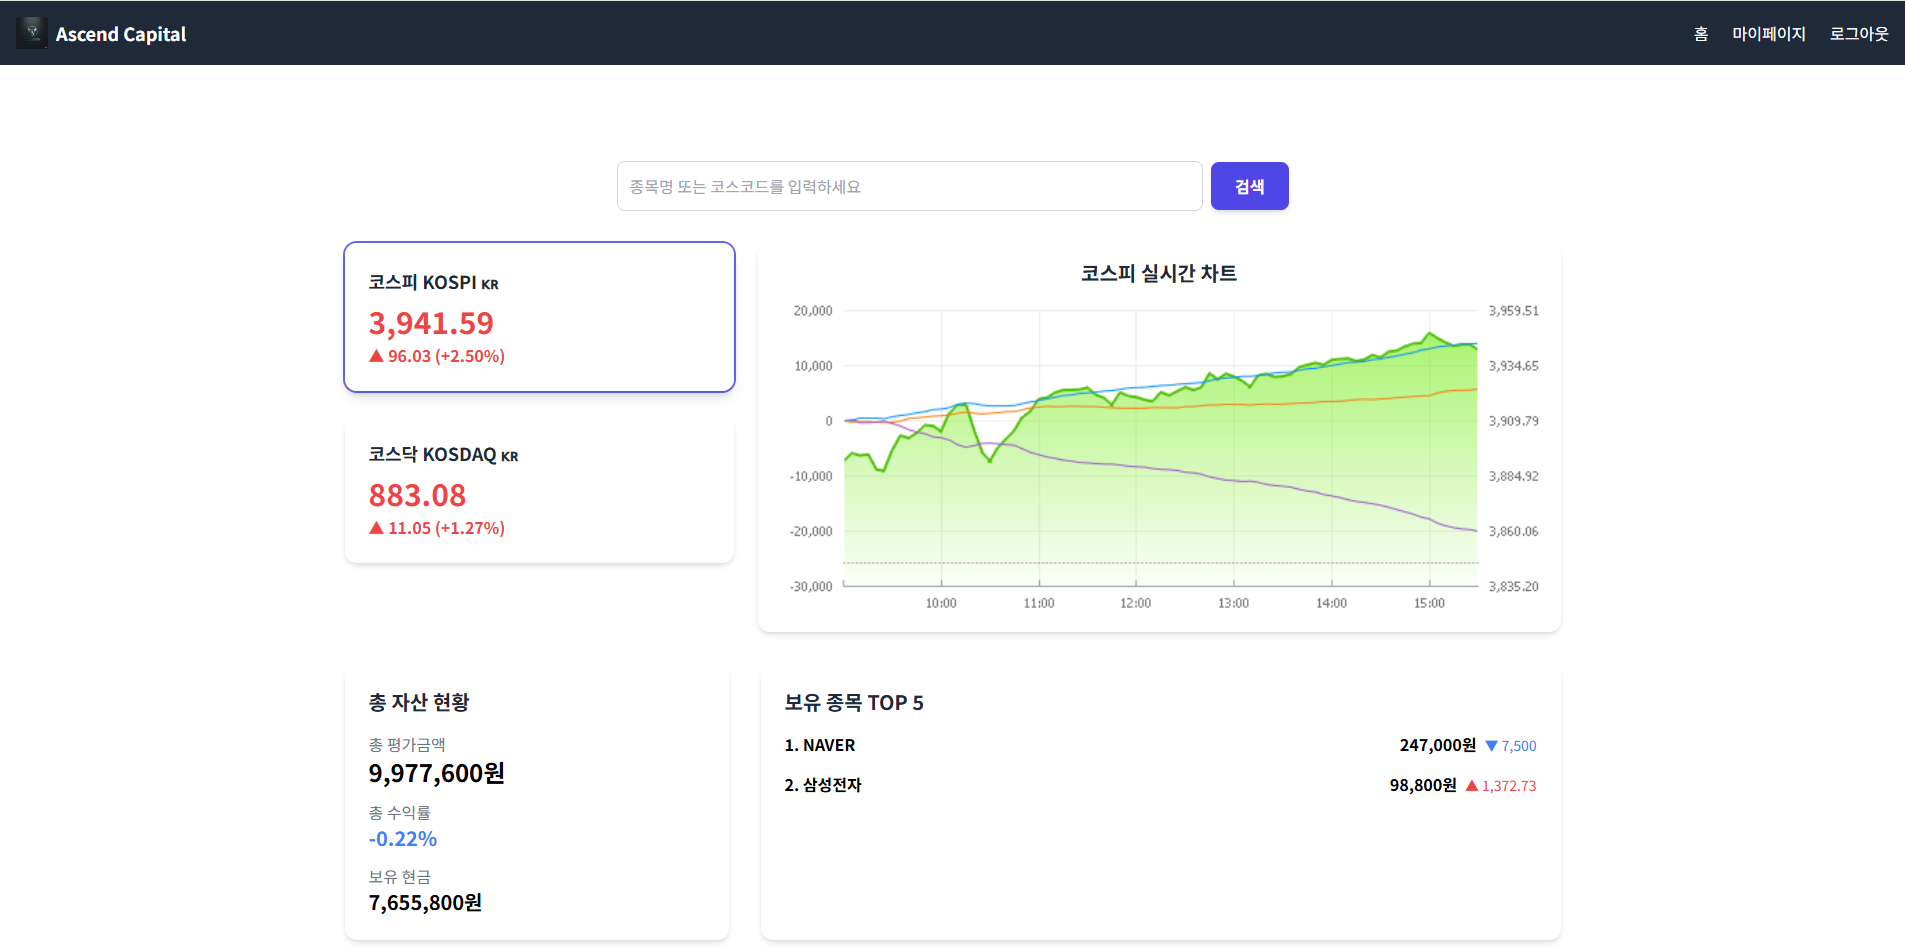 Ascend Capital
홈 마이페이지 로그아웃
종목명 또는 코스코드를 입력하세요
검색
코스피 KOSPI KR
3,941.59
▲ 96.03 (+2.50%)
코스닥 KOSDAQ KR
883.08
▲ 11.05 (+1.27%)
코스피 실시간 차트
20,000 3,959.51
10,000 3,934.65
0 3,909.79
-10,000 3,884.92
-20,000 3,860.06
-30,000 3,835.20
10:00 11:00 12:00 13:00 14:00 15:00
총 자산 현황
총 평가금액
9,977,600원
총 수익률
-0.22%
보유 현금
7,655,800원
보유 종목 TOP 5
1. NAVER 247,000원 ▼ 7,500
2. 삼성전자 98,800원 ▲ 1,372.73